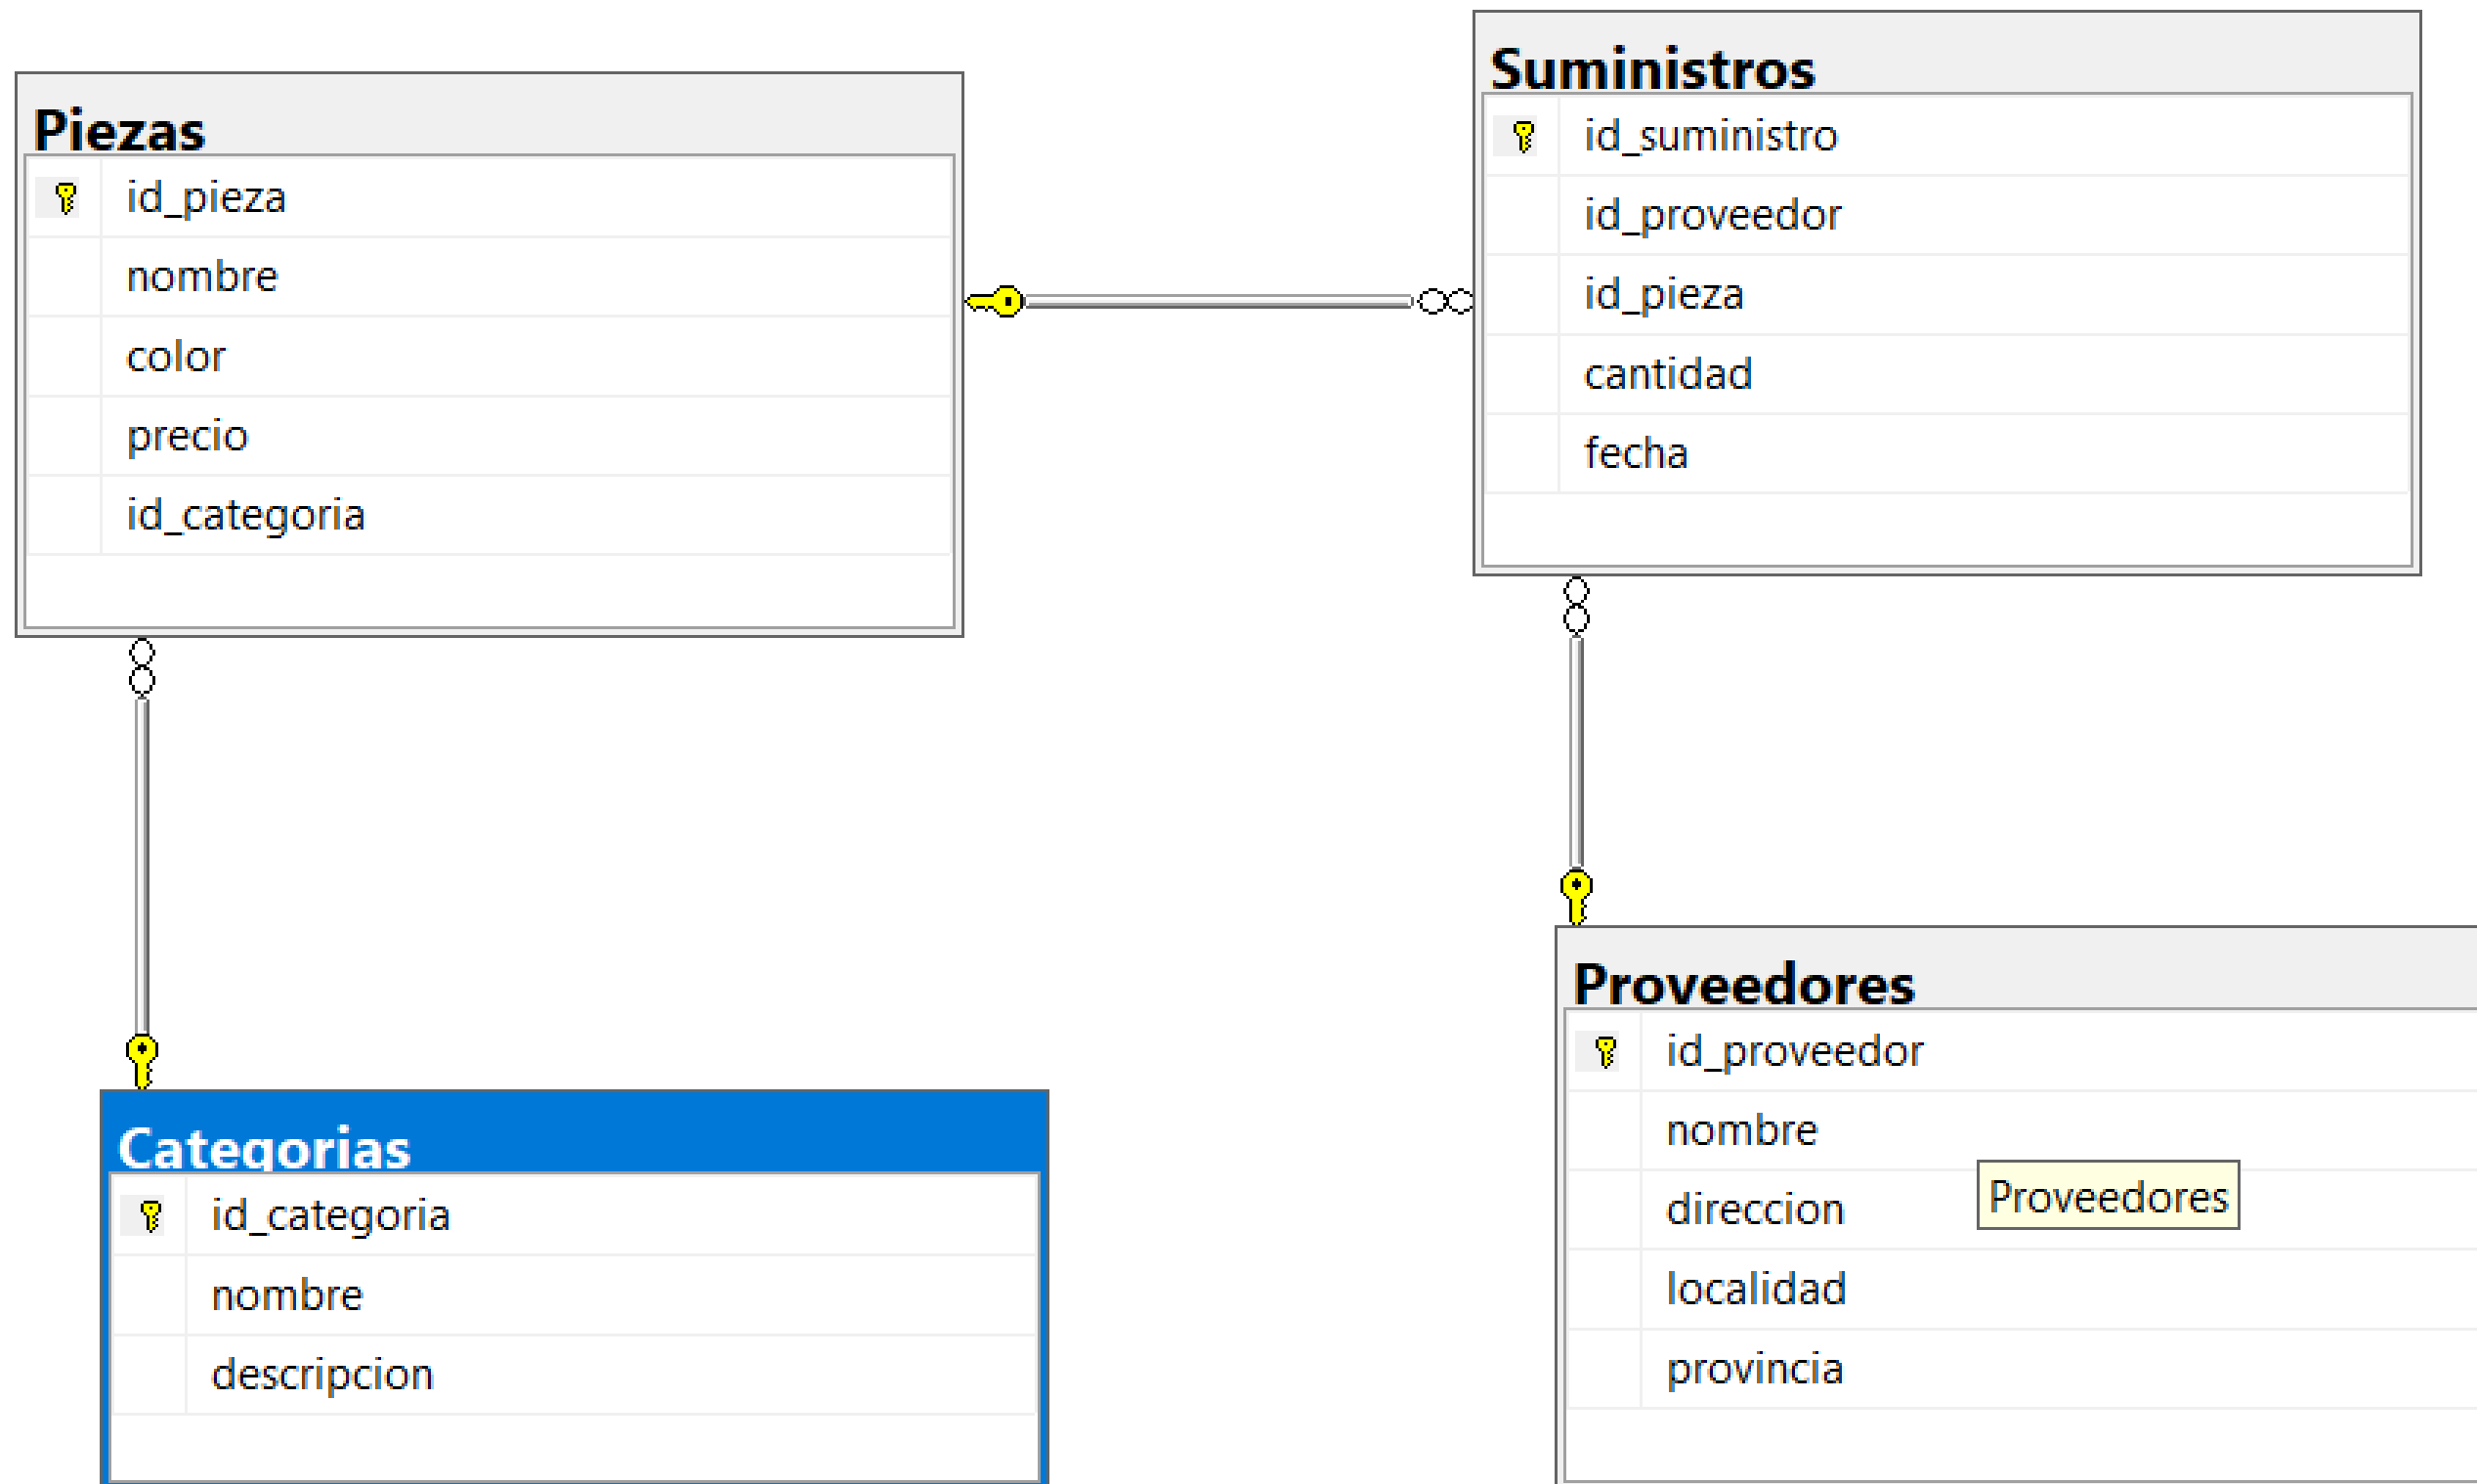 Piezas
id_pieza
nombre
color
precio
id_categoria
Suministros
id_suministro
id_proveedor
id_pieza
cantidad
fecha
Categorias
id_categoria
nombre
descripcion
Proveedores
id_proveedor
nombre
direccion
Proveedores
localidad
provincia